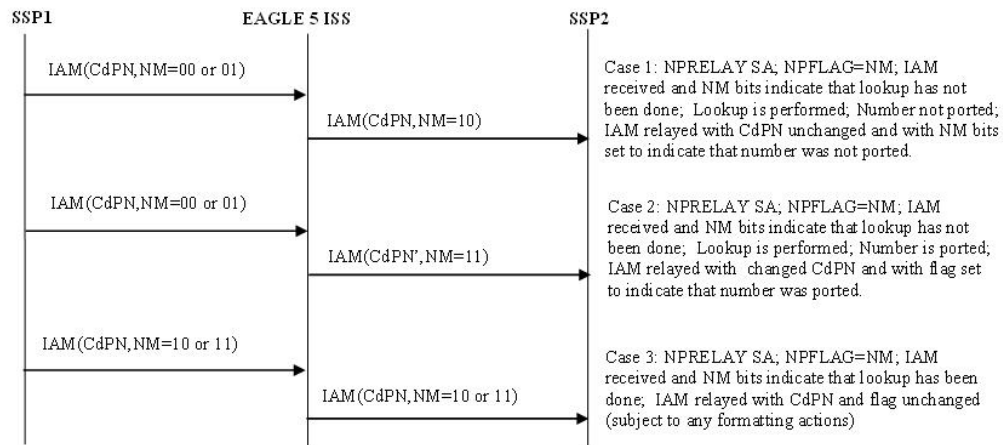 SSP1
EAGLE 5 ISS
SSP2
IAM(CdPN,NM=00 or 01)
IAM(CdPN,NM=10)
Case 1: NPRELAY SA; NPFLAG=NM; IAM
received and NM bits indicate that lookup has not
been done; Lookup is performed; Number not ported;
IAM relayed with CdPN unchanged and with NM bits
set to indicate that number was not ported.
IAM(CdPN,NM=00 or 01)
IAM(CdPN’,NM=11)
Case 2: NPRELAY SA; NPFLAG=NM; IAM
received and NM bits indicate that lookup has not
been done; Lookup is performed; Number is ported;
IAM relayed with changed CdPN and with flag set
to indicate that number was ported.
IAM(CdPN,NM=10 or 11)
IAM(CdPN,NM=10 or 11)
Case 3: NPRELAY SA; NPFLAG=NM; IAM
received and NM bits indicate that lookup has been
done; IAM relayed with CdPN and flag unchanged
(subject to any formatting actions)